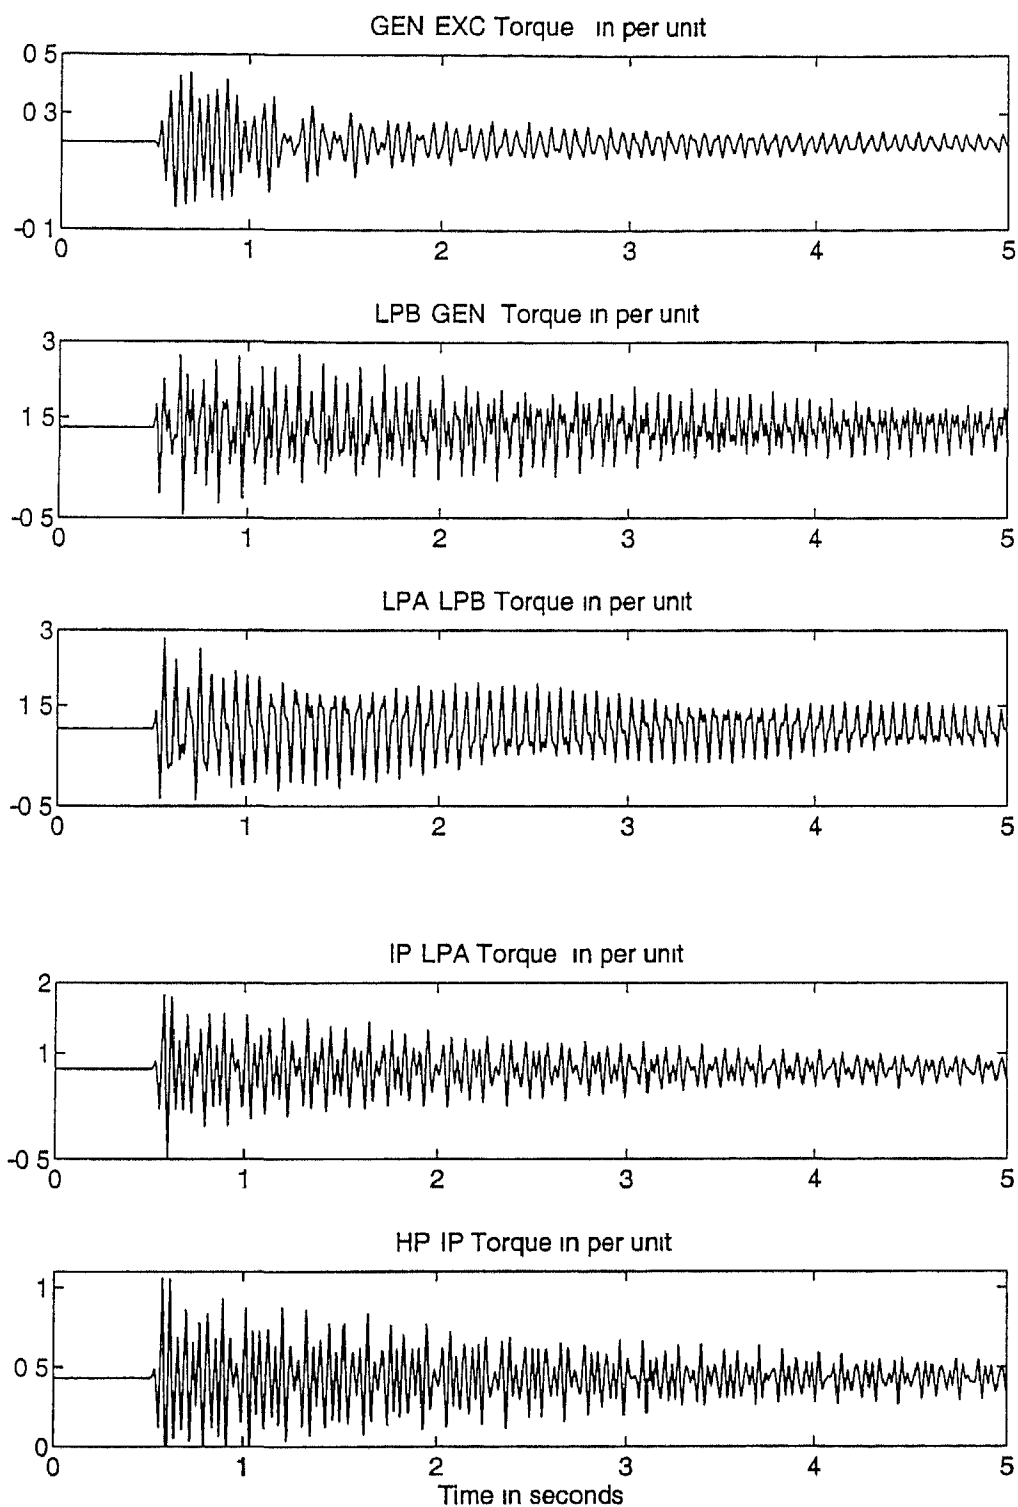 GEN EXC Torque in per unit
0 5
0 3
-0 1
0 1 2 3 4 5
LPB GEN Torque in per unit
3
1 5
-0 5
0 1 2 3 4 5
LPA LPB Torque in per unit
3
1 5
-0 5
0 1 2 3 4 5
IP LPA Torque in per unit
2
1
-0 5
0 1 2 3 4 5
HP IP Torque in per unit
1
0 5
0
0 1 2 3 4 5
Time in seconds